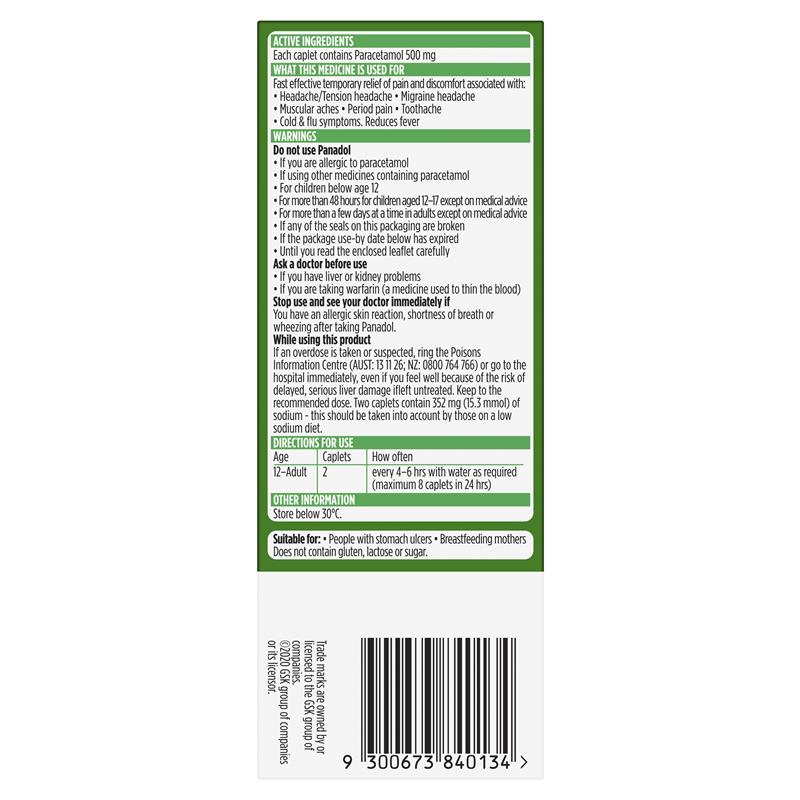 ACTIVE INGREDIENTS
Each caplet contains Paracetamol 500 mg
WHAT THIS MEDICINE IS USED FOR
Fast effective temporary relief of pain and discomfort associated with:
• Headache/Tension headache • Migraine headache
• Muscular aches • Period pain • Toothache
• Cold & flu symptoms. Reduces fever
WARNINGS
Do not use Panadol
• If you are allergic to paracetamol
• If using other medicines containing paracetamol
• For children below age 12
• For more than 48 hours for children aged 12–17 except on medical advice
• For more than a few days at a time in adults except on medical advice
• If any of the seals on this packaging are broken
• If the package use-by date below has expired
• Until you read the enclosed leaflet carefully
Ask a doctor before use
• If you have liver or kidney problems
• If you are taking warfarin (a medicine used to thin the blood)
Stop use and see your doctor immediately if
You have an allergic skin reaction, shortness of breath or
wheezing after taking Panadol.
While using this product
If an overdose is taken or suspected, ring the Poisons
Information Centre (AUST: 13 11 26; NZ: 0800 764 766) or go to the
hospital immediately, even if you feel well because of the risk of
delayed, serious liver damage ifleft untreated. Keep to the
recommended dose. Two caplets contain 352 mg (15.3 mmol) of
sodium - this should be taken into account by those on a low
sodium diet.
DIRECTIONS FOR USE
Age Caplets How often
12–Adult 2 every 4–6 hrs with water as required
(maximum 8 caplets in 24 hrs)
OTHER INFORMATION
Store below 30°C.
Suitable for: • People with stomach ulcers • Breastfeeding mothers
Does not contain gluten, lactose or sugar.
Trade marks are owned by or
licensed to the GSK group of
companies.
©2020 GSK group of companies
or its licensor.
9 300673 840134 >